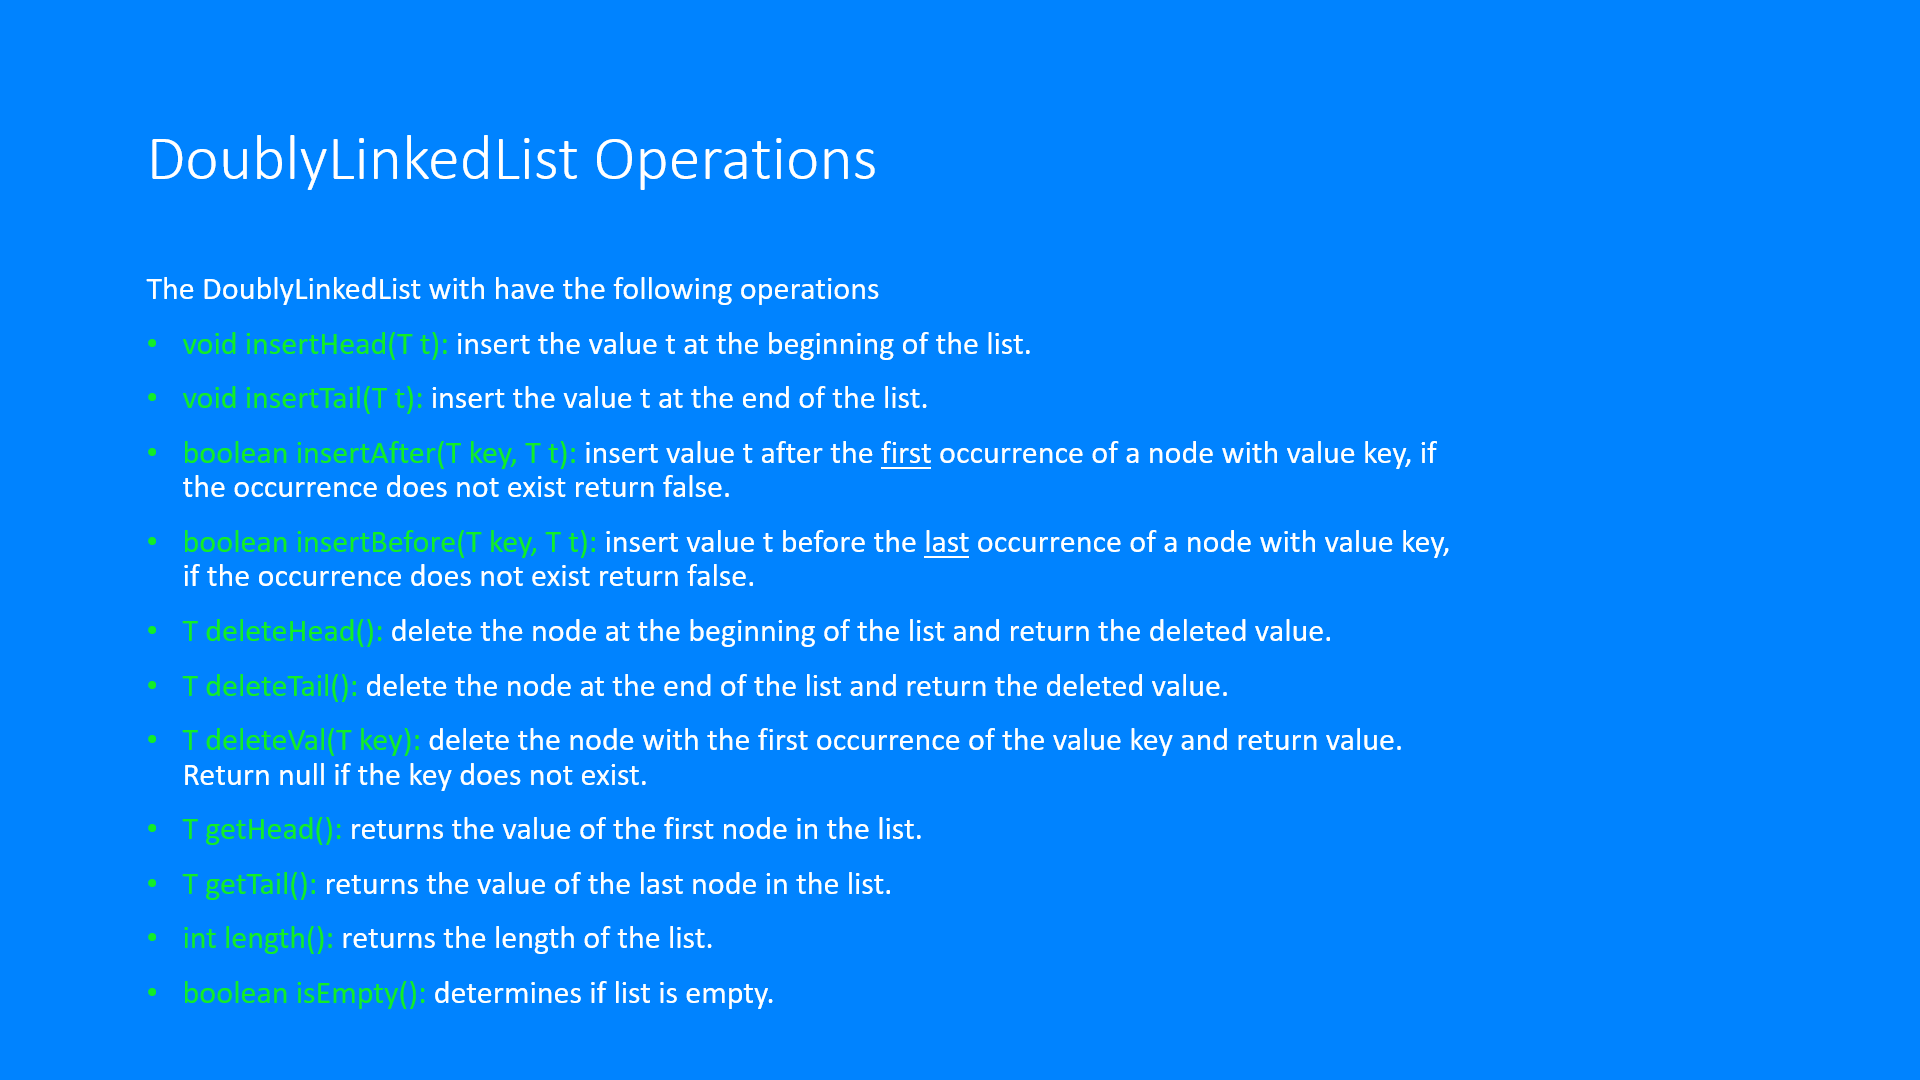 DoublyLinkedList Operations
The DoublyLinkedList with have the following operations
• void insertHead(T t): insert the value t at the beginning of the list.
• void insertTail(T t): insert the value t at the end of the list.
• boolean insertAfter(T key, T t): insert value t after the first occurrence of a node with value key, if
the occurrence does not exist return false.
• boolean insertBefore(T key, T t): insert value t before the last occurrence of a node with value key,
if the occurrence does not exist return false.
• T deleteHead(): delete the node at the beginning of the list and return the deleted value.
• T deleteTail(): delete the node at the end of the list and return the deleted value.
• T deleteVal(T key): delete the node with the first occurrence of the value key and return value.
Return null if the key does not exist.
• T getHead(): returns the value of the first node in the list.
• T getTail(): returns the value of the last node in the list.
• int length(): returns the length of the list.
• boolean isEmpty(): determines if list is empty.